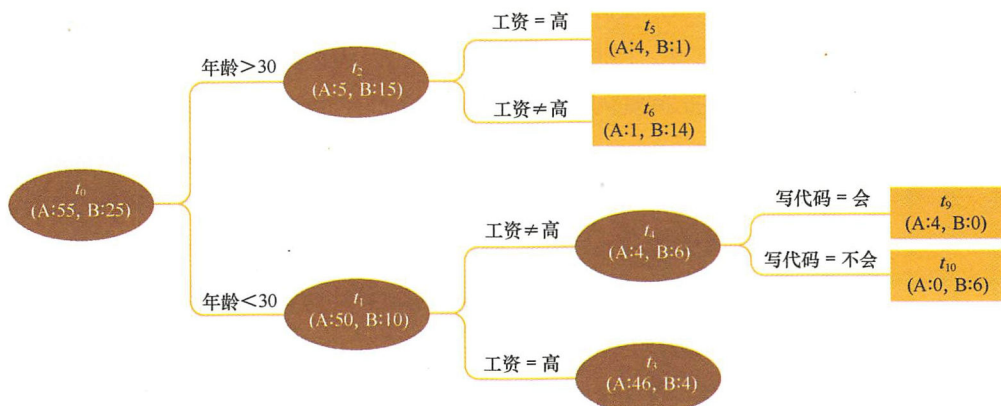 工资 = 高
t₅
(A:4, B:1)
年龄>30
t₂
(A:5, B:15)
工资≠高
t₆
(A:1, B:14)
t₀
(A:55, B:25)
写代码 = 会
t₉
(A:4, B:0)
工资≠高
t₄
(A:4, B:6)
写代码 = 不会
t₁₀
(A:0, B:6)
年龄<30
t₁
(A:50, B:10)
工资 = 高
t₃
(A:46, B:4)